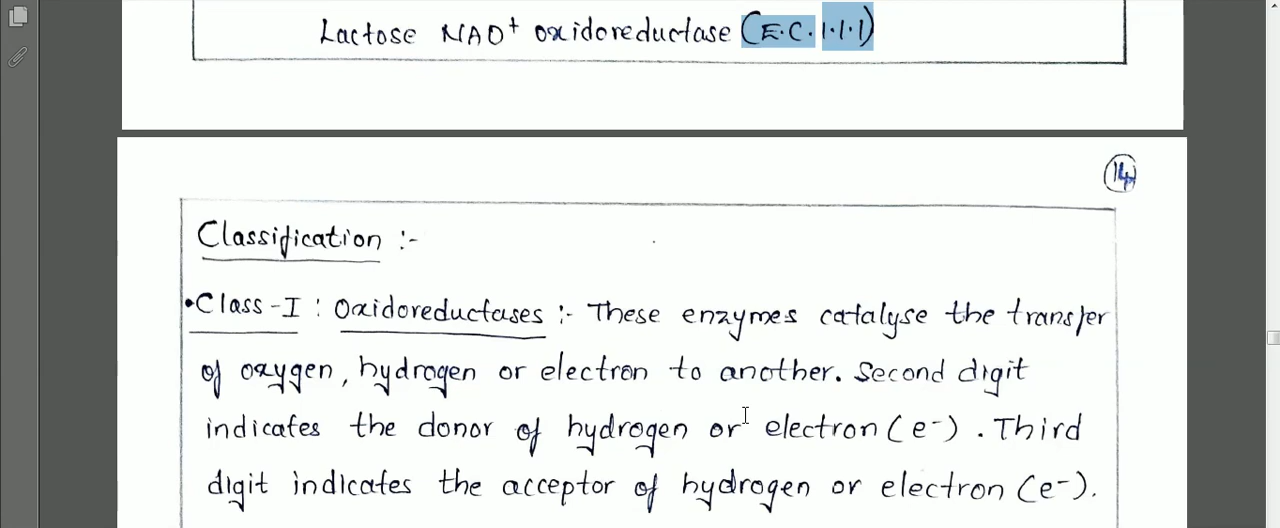 Lactose NAD+ oxidoreductase (E.C.1.1.1)
14
Classification :-
•Class-I : Oxidoreductases :- These enzymes catalyse the transfer
of oxygen, hydrogen or electron to another. Second digit
indicates the donor of hydrogen or electron (e-). Third
digit indicates the acceptor of hydrogen or electron (e-).